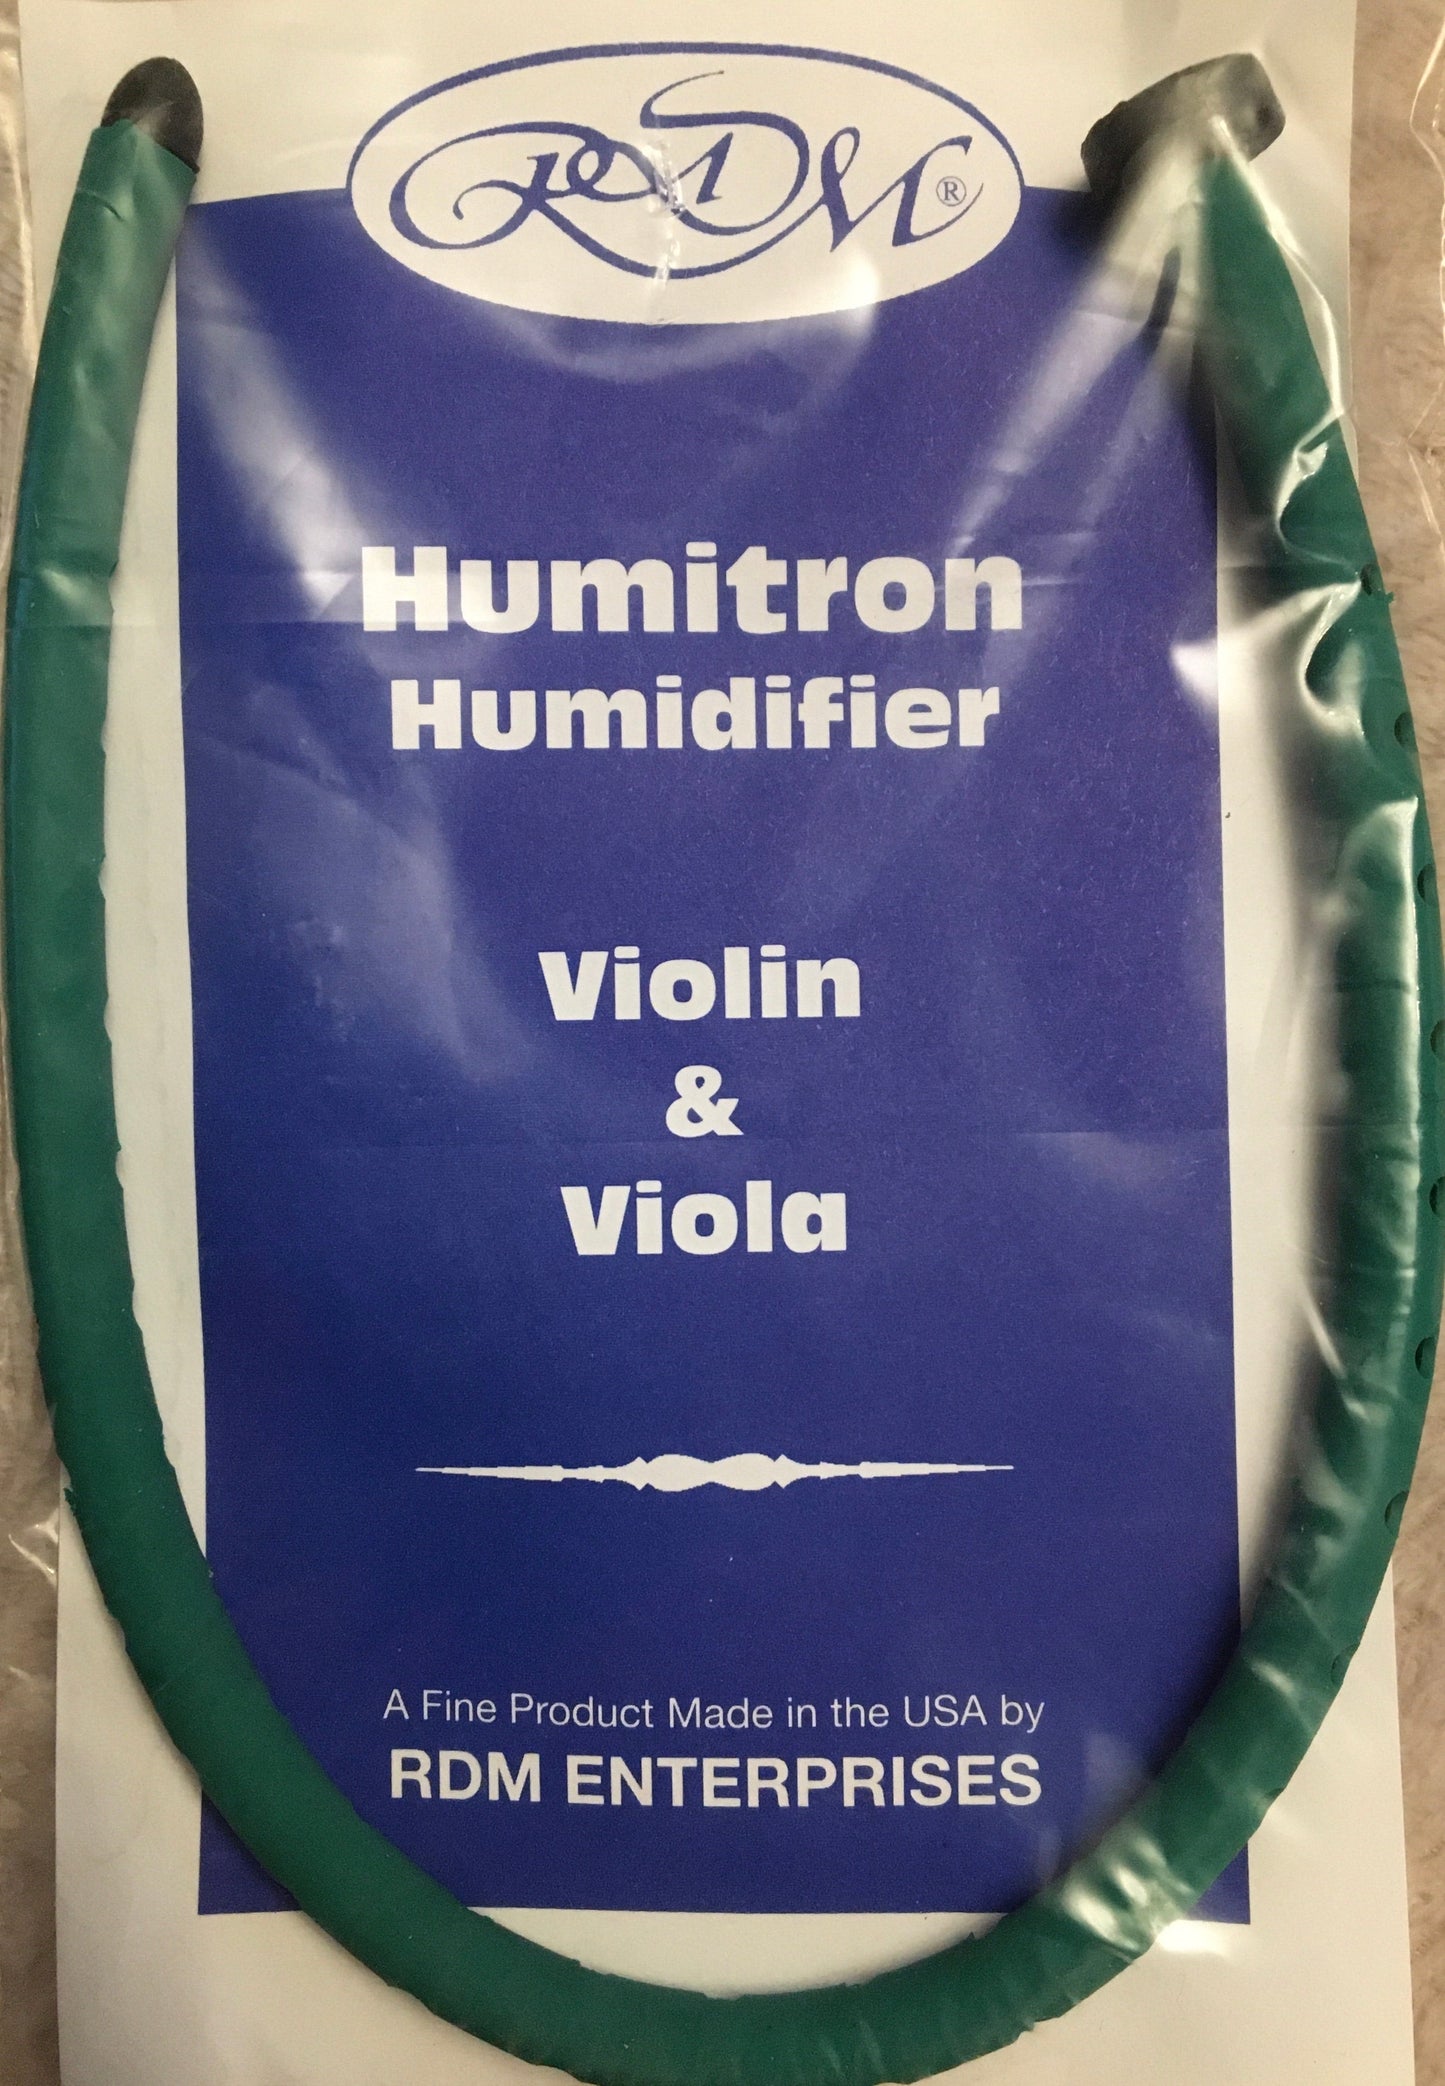 RDM®
Humitron
Humidifier
Violin
&
Viola
A Fine Product Made in the USA by
RDM ENTERPRISES